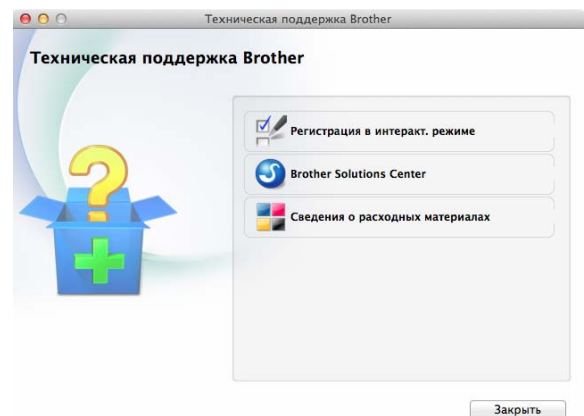 Техническая поддержка Brother
Техническая поддержка Brother
Регистрация в интеракт. режиме
Brother Solutions Center
Сведения о расходных материалах
Закрыть